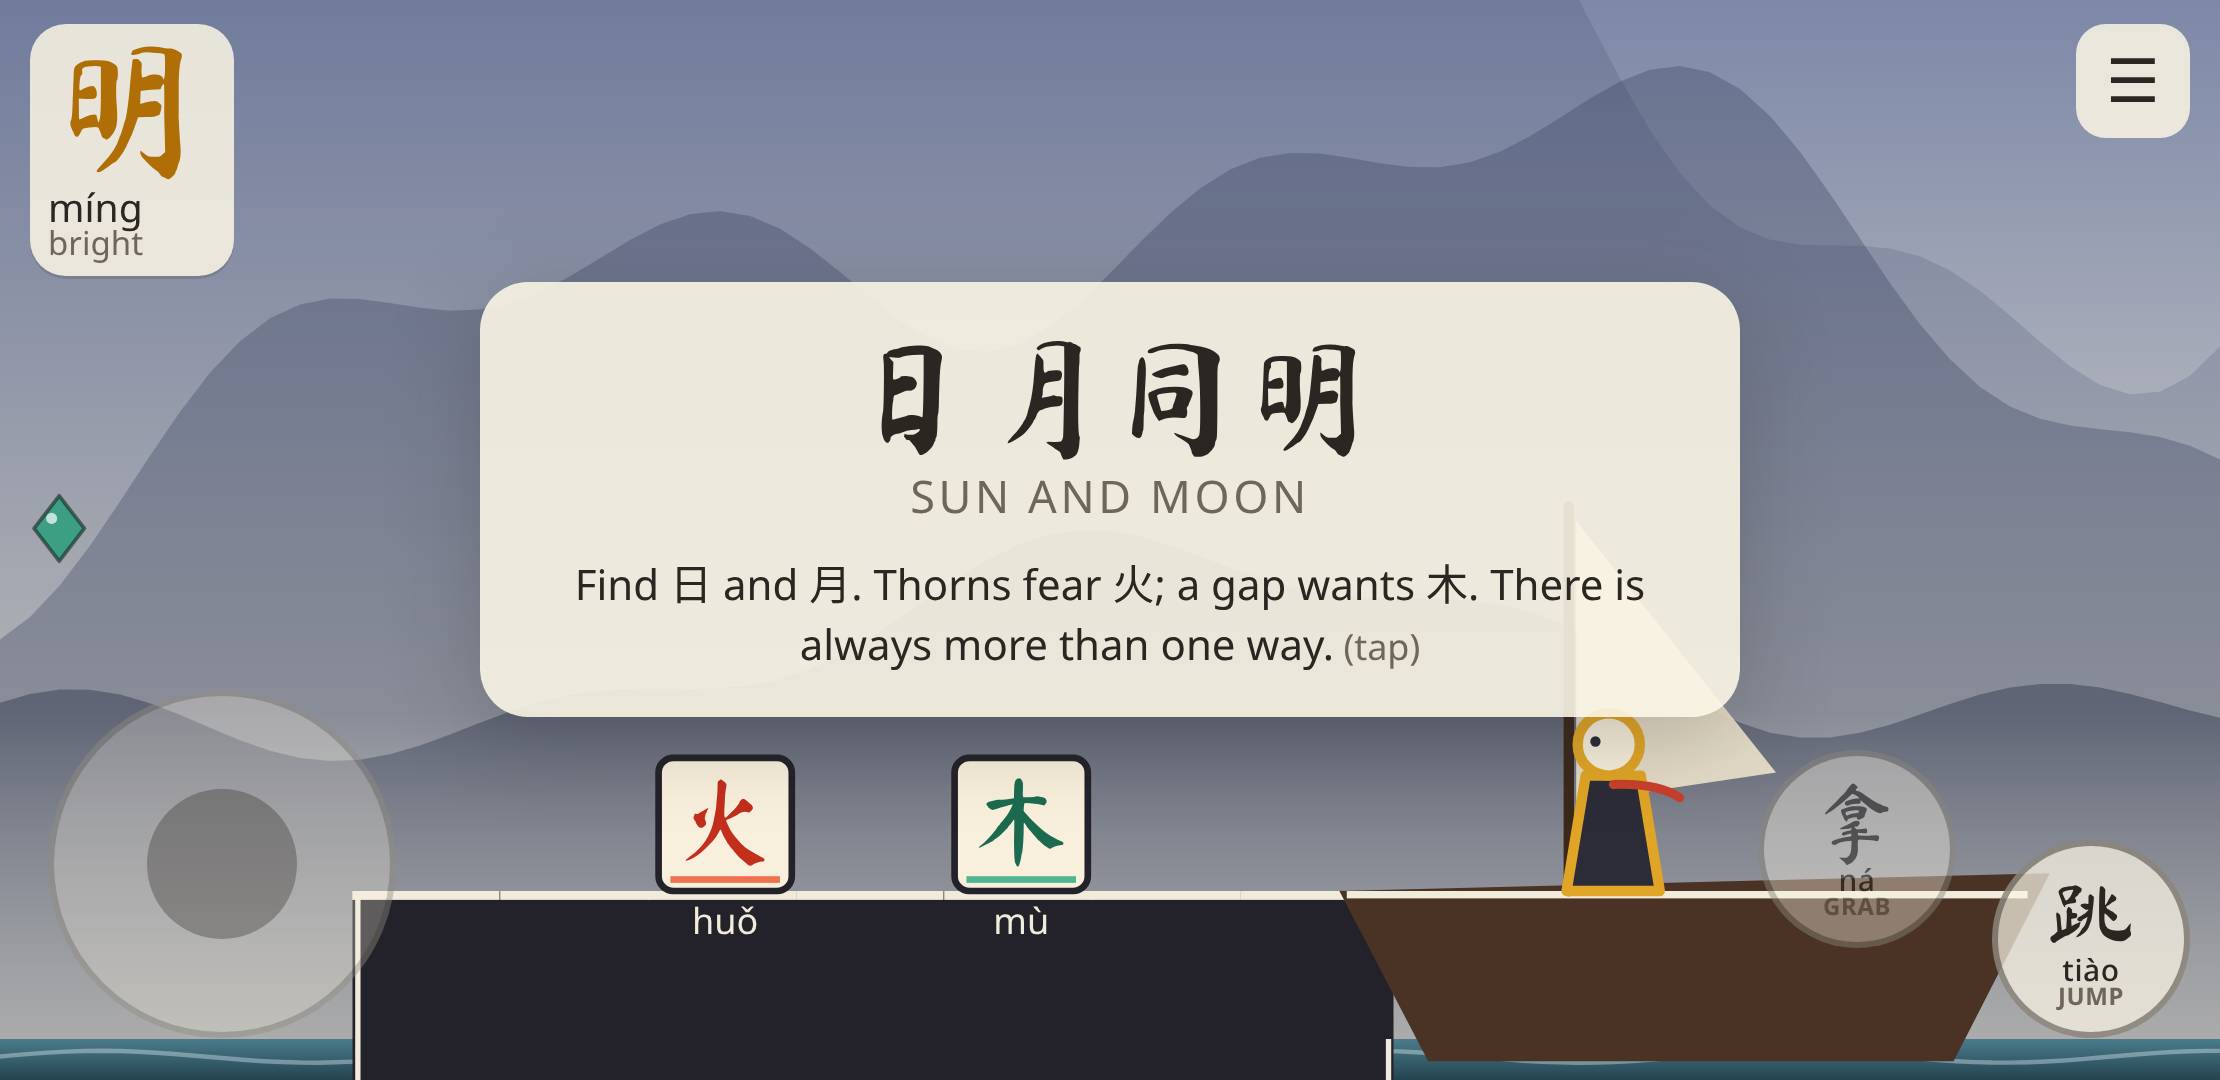 明
míng
bright
☰
日月同明
SUN AND MOON
Find 日 and 月. Thorns fear 火; a gap wants 木. There is
always more than one way. (tap)
火
huǒ
木
mù
拿
ná
GRAB
跳
tiào
JUMP